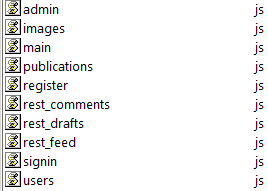 admin js
images js
main js
publications js
register js
rest_comments js
rest_drafts js
rest_feed js
signin js
users js